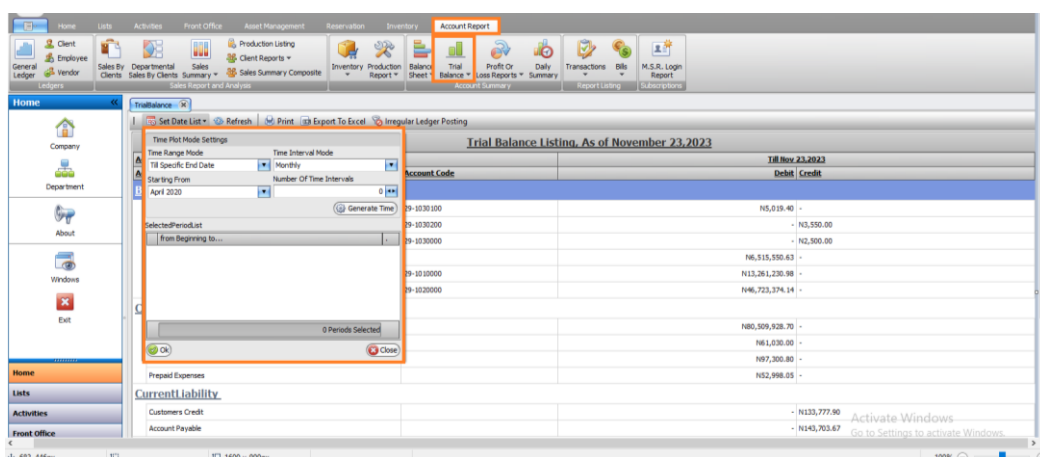 Home Lists Activities Front Office Asset Management Reservation Inventory Account Report
General Ledger
Client
Employee
Vendor
Ledgers
Sales By Clients
Departmental Sales By Clients
Sales Summary
Production Listing
Client Reports
Sales Summary Composite
Sales Report and Analysis
Inventory
Production Report
Balance Sheet
Trial Balance
Profit Or Loss Reports
Daily Summary
Account Summary
Transactions
Bills
Report Listing
M.S.R. Login Report
Subscriptions
Home «
Company
Department
About
Windows
Exit
Home
Lists
Activities
Front Office
TrialBalance
Set Date List Refresh Print Export To Excel Irregular Ledger Posting
Trial Balance Listing, As of November 23,2023
Till Nov 23,2023
Account Code Debit Credit
Time Plot Mode Settings
Time Range Mode Time Interval Mode
Till Specific End Date Monthly
Starting From Number Of Time Intervals
April 2020 0
Generate Time
SelectedPeriodList
from Beginning to... .
0 Periods Selected
Ok Close
29-1030100 N5,019.40 -
29-1030200 - N3,550.00
29-1030000 - N2,500.00
N6,515,550.63 -
29-1010000 N13,261,230.98 -
29-1020000 N46,723,374.14 -
N80,509,928.70 -
N61,030.00 -
N97,300.80 -
Prepaid Expenses N52,998.05 -
CurrentLiability
Customers Credit - N133,777.90
Account Payable - N143,703.67
Activate Windows
Go to Settings to activate Windows.